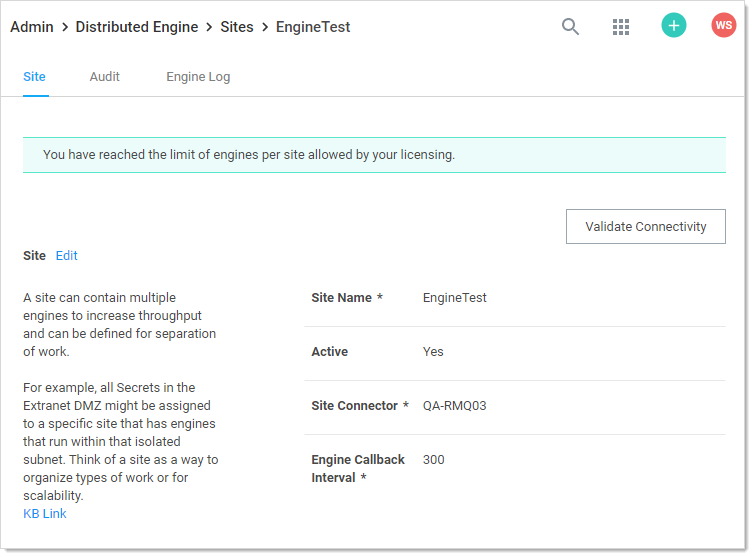 Admin > Distributed Engine > Sites > EngineTest
WS
Site Audit Engine Log
You have reached the limit of engines per site allowed by your licensing.
Validate Connectivity
Site Edit
A site can contain multiple
engines to increase throughput
and can be defined for separation
of work.
For example, all Secrets in the
Extranet DMZ might be assigned
to a specific site that has engines
that run within that isolated
subnet. Think of a site as a way to
organize types of work or for
scalability.
KB Link
Site Name * EngineTest
Active Yes
Site Connector * QA-RMQ03
Engine Callback 300
Interval *